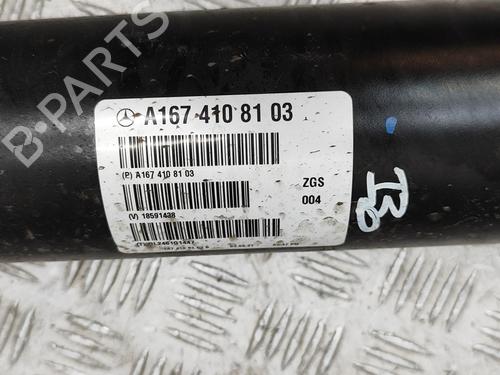 A167 410 81 03
(P) A167 410 81 03
ZGS
004
(V) 18591438
B-PARTS